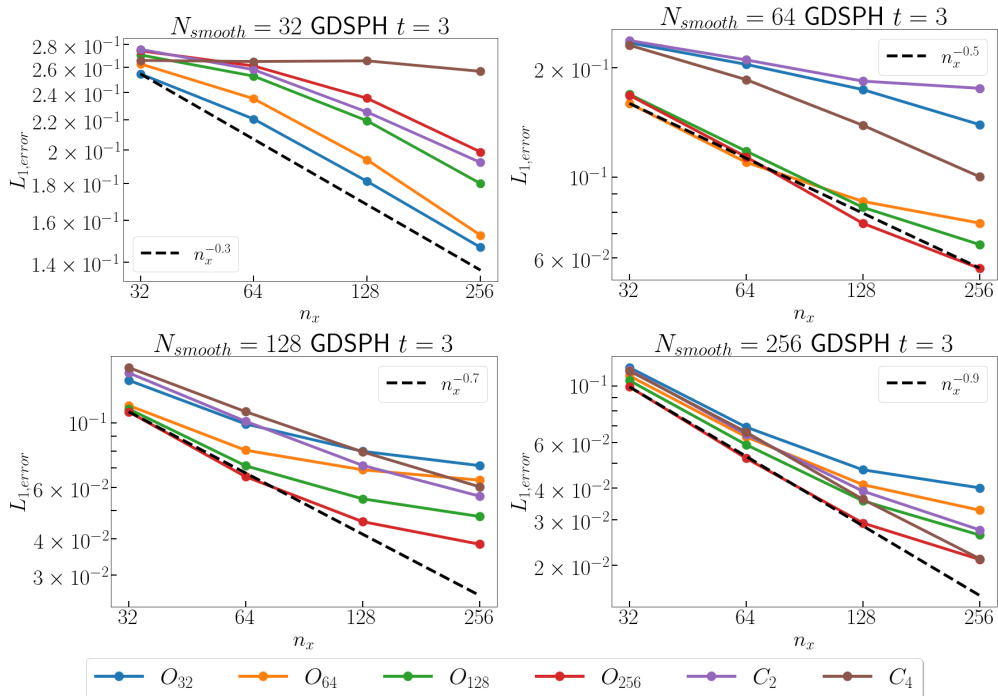 N_smooth = 32 GDSPH t = 3
L_1,error
2.8 × 10^-1
2.6 × 10^-1
2.4 × 10^-1
2.2 × 10^-1
2 × 10^-1
1.8 × 10^-1
1.6 × 10^-1
1.4 × 10^-1
n_x^-0.3
32 64 128 256
n_x
N_smooth = 64 GDSPH t = 3
L_1,error
2 × 10^-1
10^-1
6 × 10^-2
n_x^-0.5
32 64 128 256
n_x
N_smooth = 128 GDSPH t = 3
L_1,error
10^-1
6 × 10^-2
4 × 10^-2
3 × 10^-2
n_x^-0.7
32 64 128 256
n_x
N_smooth = 256 GDSPH t = 3
L_1,error
10^-1
6 × 10^-2
4 × 10^-2
3 × 10^-2
2 × 10^-2
n_x^-0.9
32 64 128 256
n_x
O_32 O_64 O_128 O_256 C_2 C_4